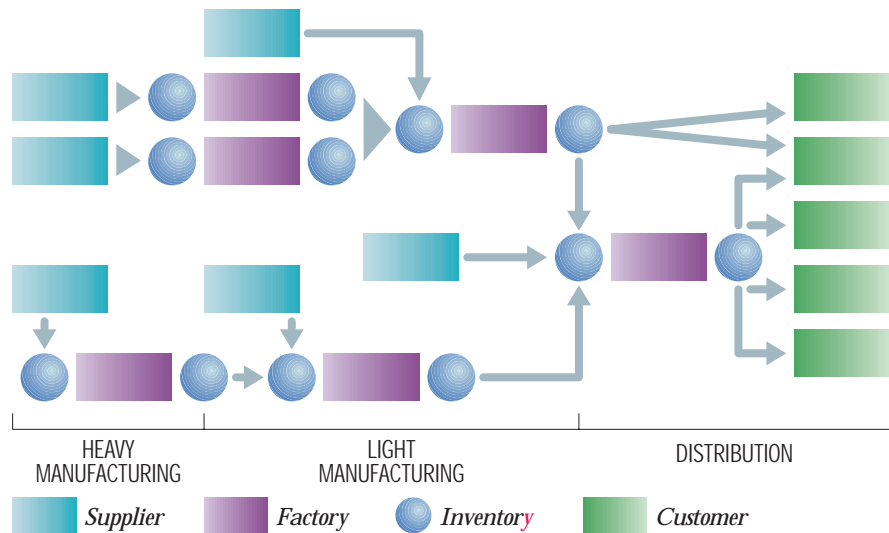 HEAVY
MANUFACTURING
LIGHT
MANUFACTURING
DISTRIBUTION
Supplier
Factory
Inventory
Customer